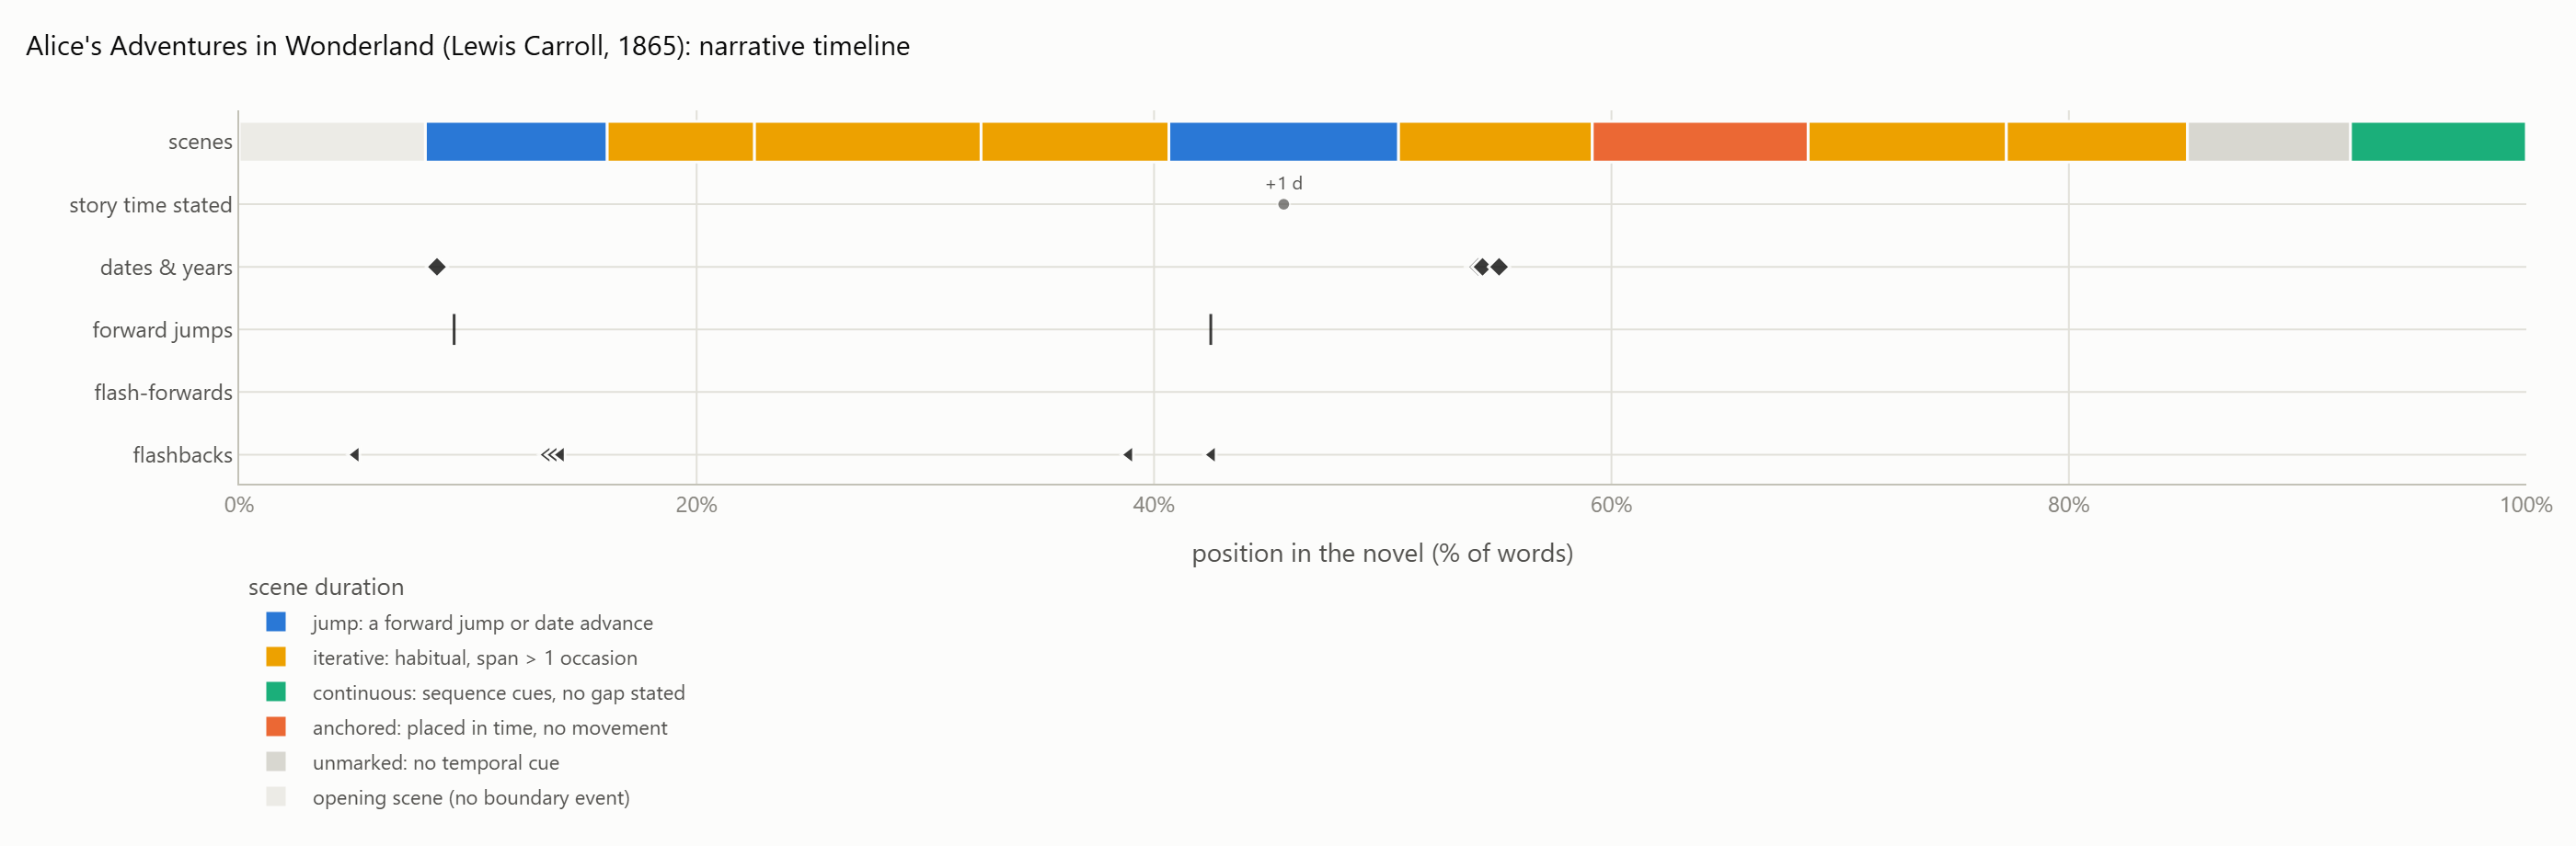 Alice's Adventures in Wonderland (Lewis Carroll, 1865): narrative timeline
scenes
+1 d
story time stated
dates & years
forward jumps
flash-forwards
flashbacks
0% 20% 40% 60% 80% 100%
position in the novel (% of words)
scene duration
jump: a forward jump or date advance
iterative: habitual, span > 1 occasion
continuous: sequence cues, no gap stated
anchored: placed in time, no movement
unmarked: no temporal cue
opening scene (no boundary event)